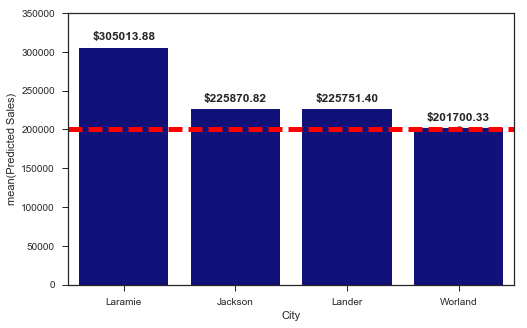 350000
300000
250000
200000
150000
100000
50000
0
mean(Predicted Sales)
$305013.88
$225870.82
$225751.40
$201700.33
Laramie
Jackson
Lander
Worland
City